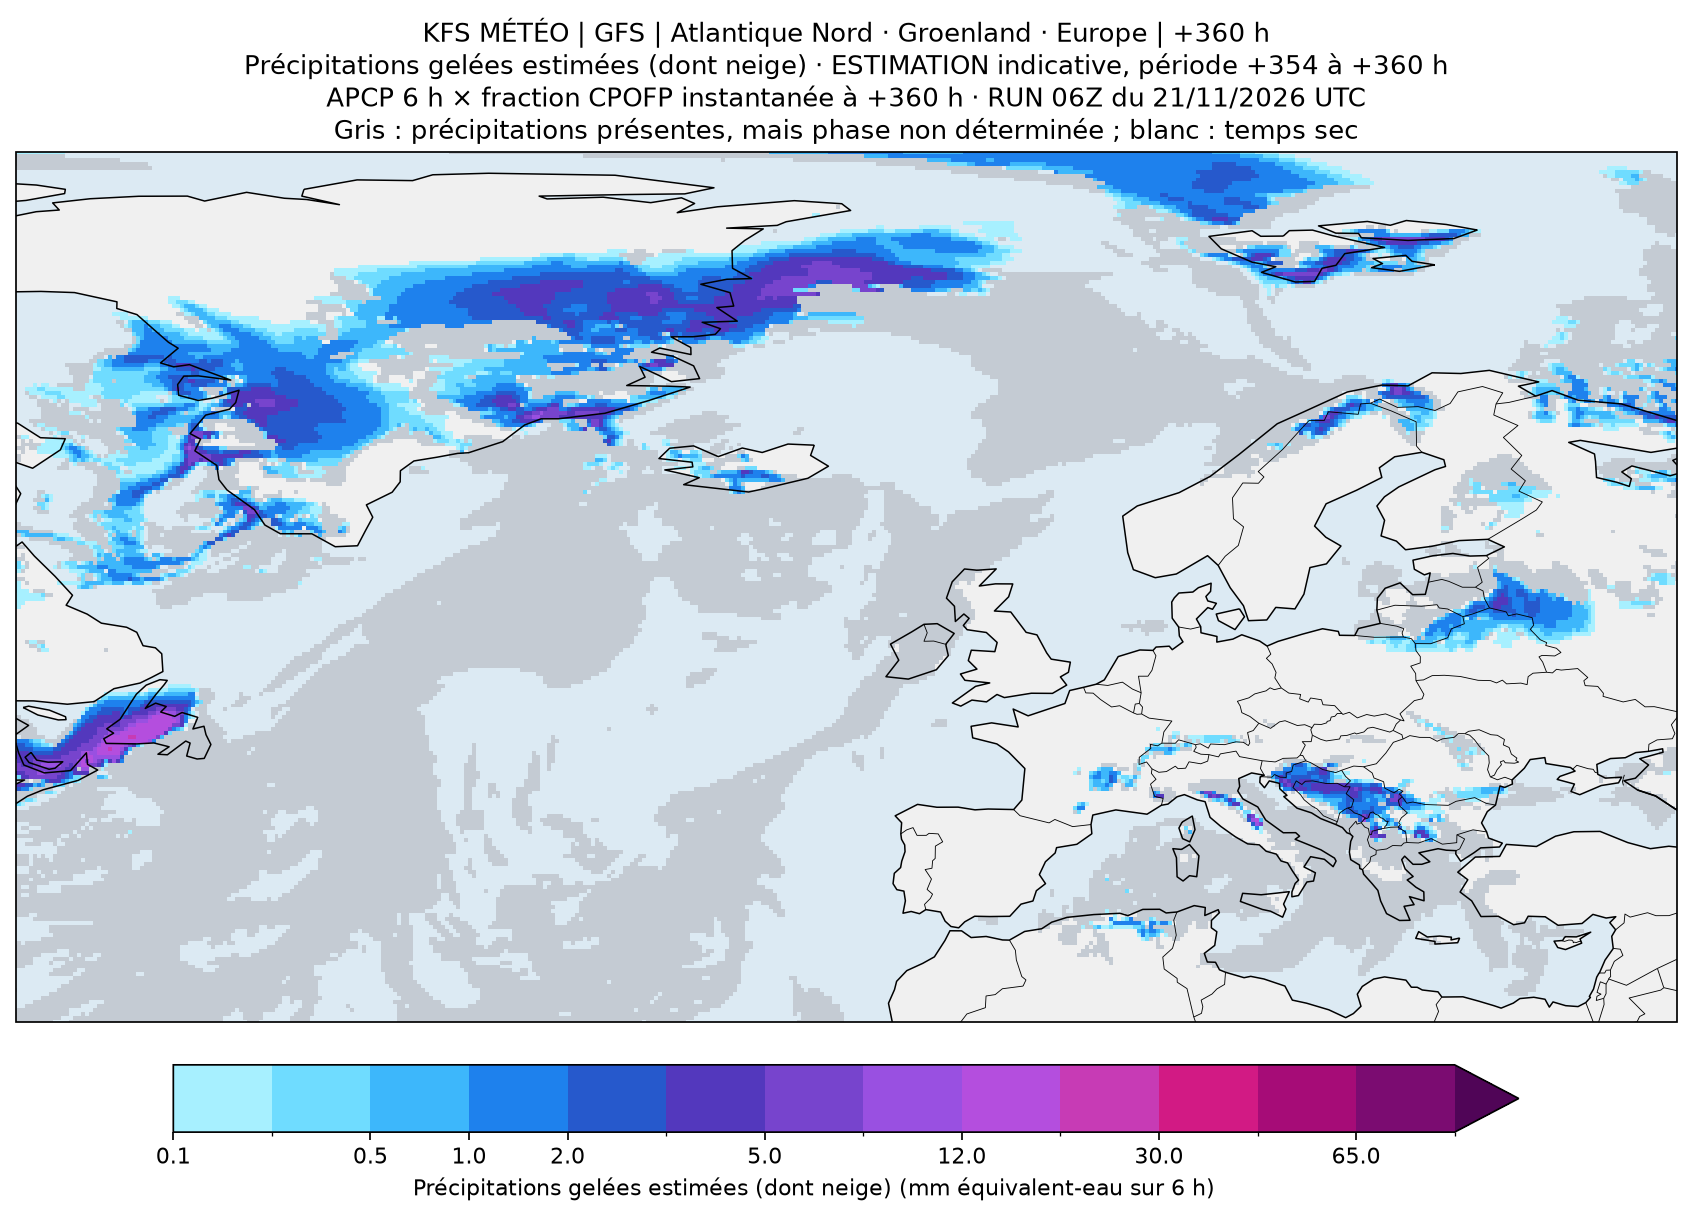 KFS MÉTÉO | GFS | Atlantique Nord · Groenland · Europe | +360 h
Précipitations gelées estimées (dont neige) · ESTIMATION indicative, période +354 à +360 h
APCP 6 h × fraction CPOFP instantanée à +360 h · RUN 06Z du 21/11/2026 UTC
Gris : précipitations présentes, mais phase non déterminée ; blanc : temps sec
0.1 0.5 1.0 2.0 5.0 12.0 30.0 65.0
Précipitations gelées estimées (dont neige) (mm équivalent-eau sur 6 h)